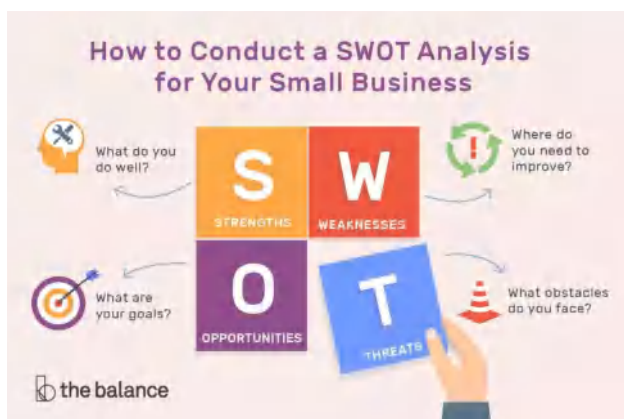 How to Conduct a SWOT Analysis
for Your Small Business
What do you
do well?
S
STRENGTHS
W
WEAKNESSES
Where do
you need to
improve?
What are
your goals?
O
OPPORTUNITIES
T
THREATS
What obstacles
do you face?
the balance